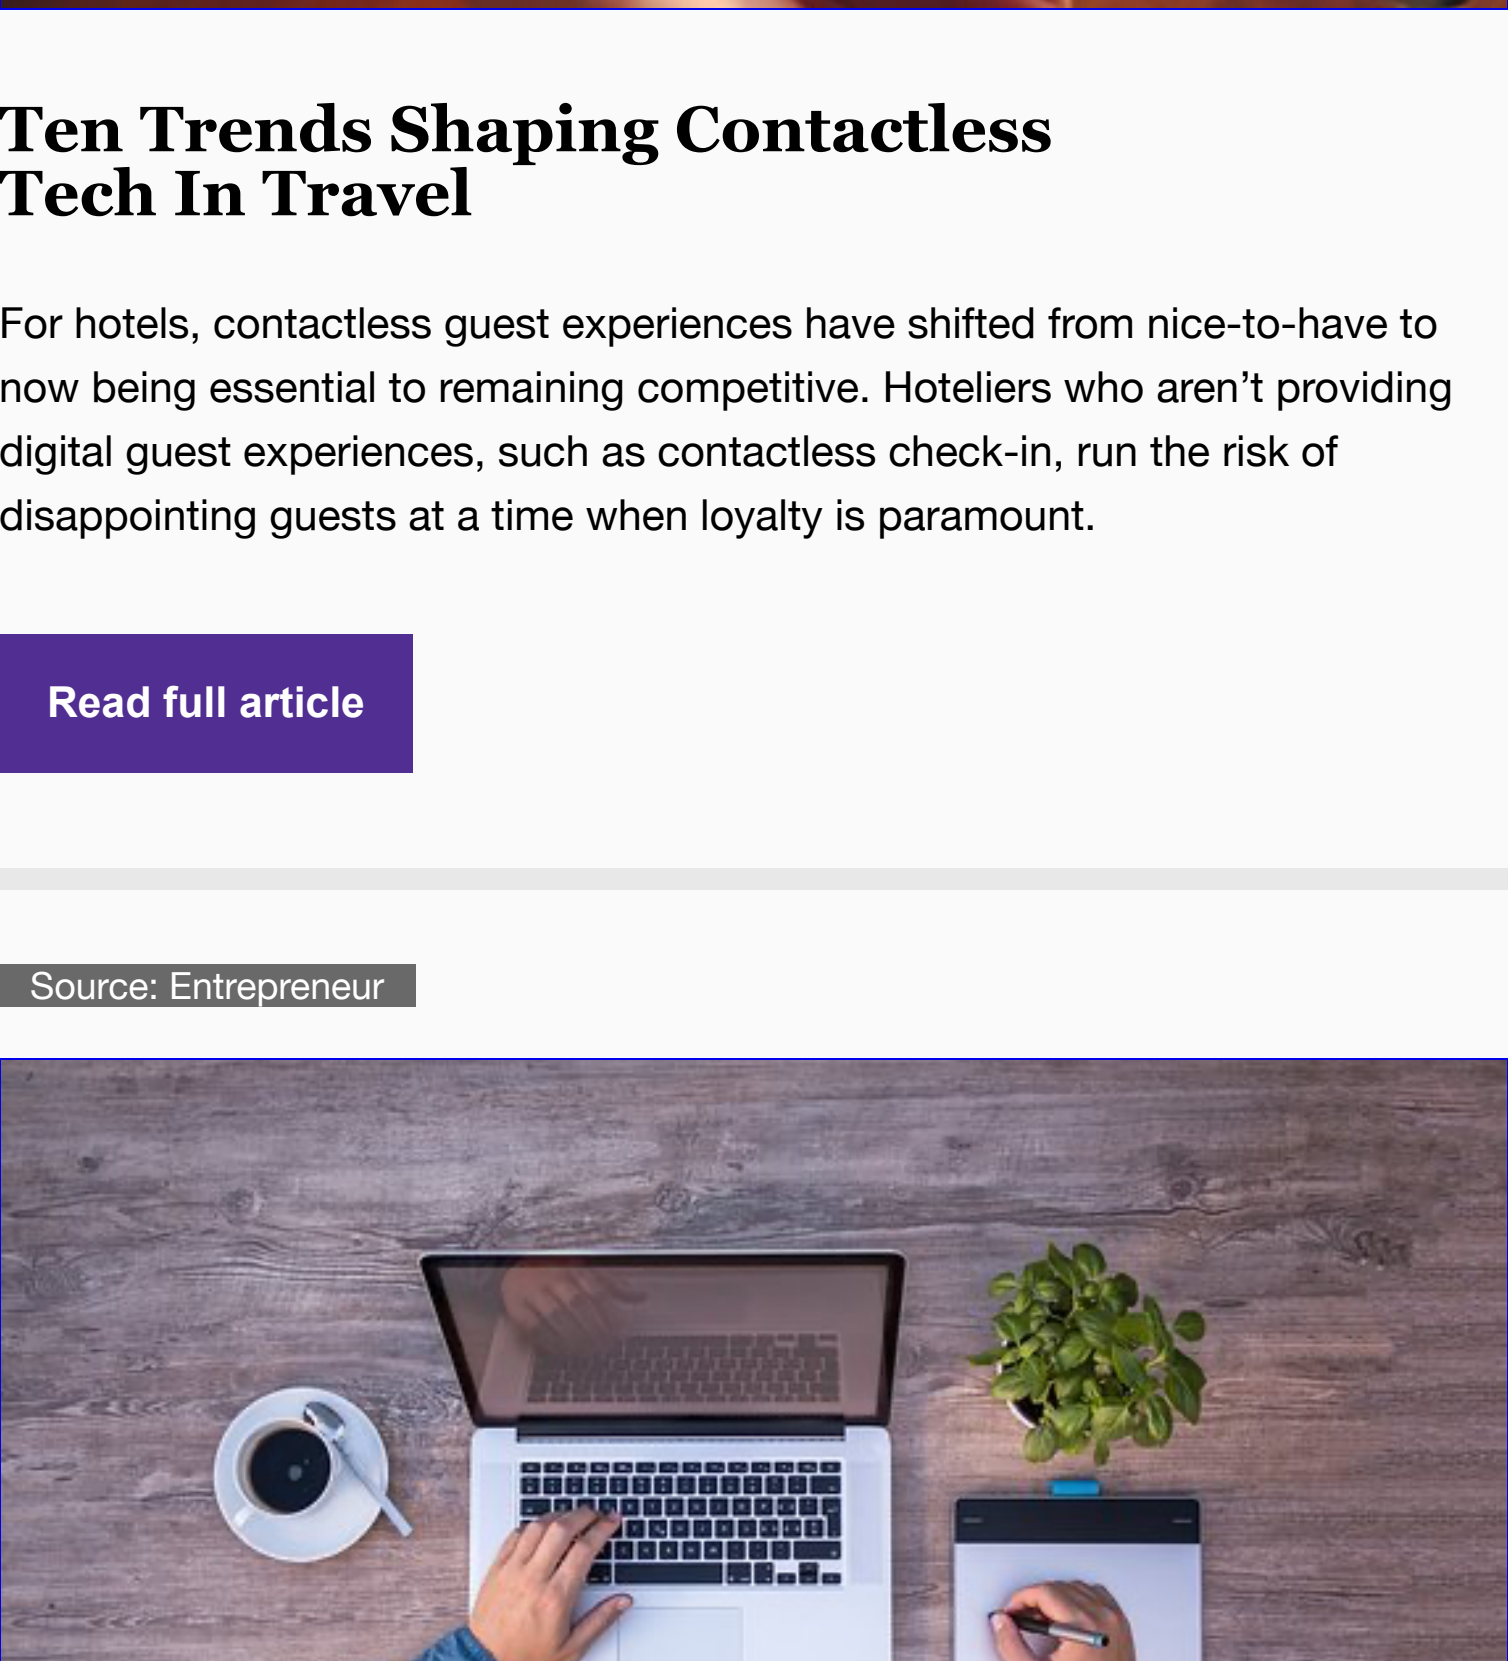 Ten Trends Shaping Contactless
Tech In Travel
For hotels, contactless guest experiences have shifted from nice-to-have to
now being essential to remaining competitive. Hoteliers who aren’t providing
digital guest experiences, such as contactless check-in, run the risk of
disappointing guests at a time when loyalty is paramount.
Read full article
Source: Entrepreneur